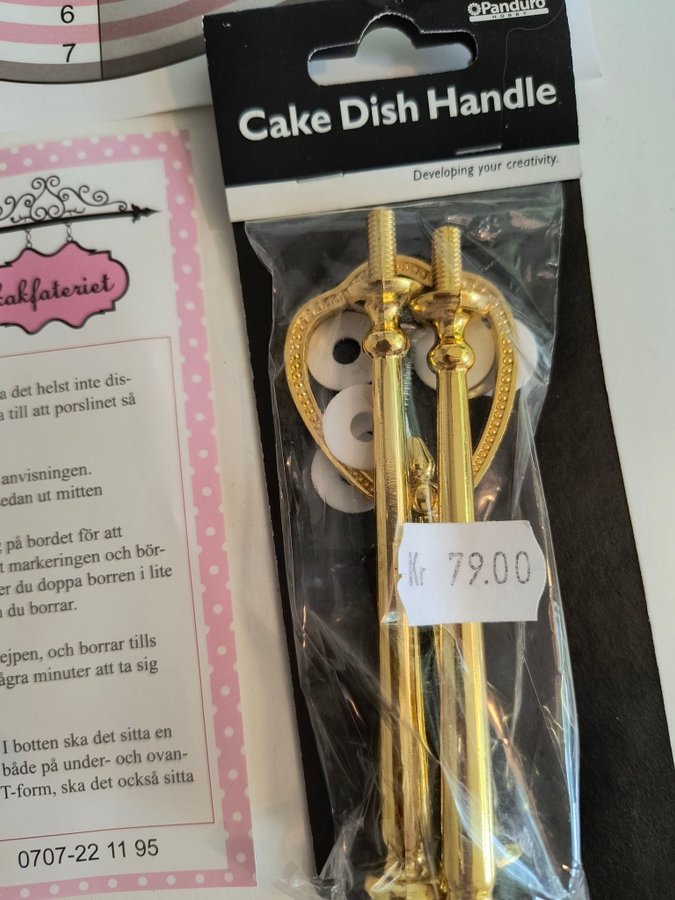 6
7
Panduro
HOBBY
Cake Dish Handle
Developing your creativity.
kakfateriet
a det helst inte dis-
a till att porslinet så
anvisningen.
sedan ut mitten
g på bordet för att
t markeringen och bör-
er du doppa borren i lite
n du borrar.
ejpen, och borrar tills
ågra minuter att ta sig
I botten ska det sitta en
både på under- och ovan-
T-form, ska det också sitta
0707-22 11 95
Kr 79.00